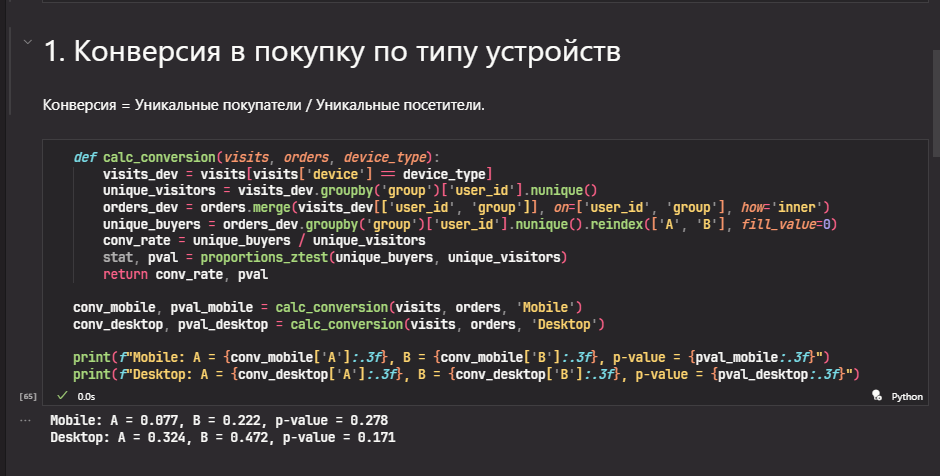 1. Конверсия в покупку по типу устройств
Конверсия = Уникальные покупатели / Уникальные посетители.
def calc_conversion(visits, orders, device_type):
    visits_dev = visits[visits['device'] == device_type]
    unique_visitors = visits_dev.groupby('group')['user_id'].nunique()
    orders_dev = orders.merge(visits_dev[['user_id', 'group']], on=['user_id', 'group'], how='inner')
    unique_buyers = orders_dev.groupby('group')['user_id'].nunique().reindex(['A', 'B'], fill_value=0)
    conv_rate = unique_buyers / unique_visitors
    stat, pval = proportions_ztest(unique_buyers, unique_visitors)
    return conv_rate, pval
conv_mobile, pval_mobile = calc_conversion(visits, orders, 'Mobile')
conv_desktop, pval_desktop = calc_conversion(visits, orders, 'Desktop')
print(f"Mobile: A = {conv_mobile['A']:.3f}, B = {conv_mobile['B']:.3f}, p-value = {pval_mobile:.3f}")
print(f"Desktop: A = {conv_desktop['A']:.3f}, B = {conv_desktop['B']:.3f}, p-value = {pval_desktop:.3f}")
[65] ✓ 0.0s Python
... Mobile: A = 0.077, B = 0.222, p-value = 0.278
Desktop: A = 0.324, B = 0.472, p-value = 0.171